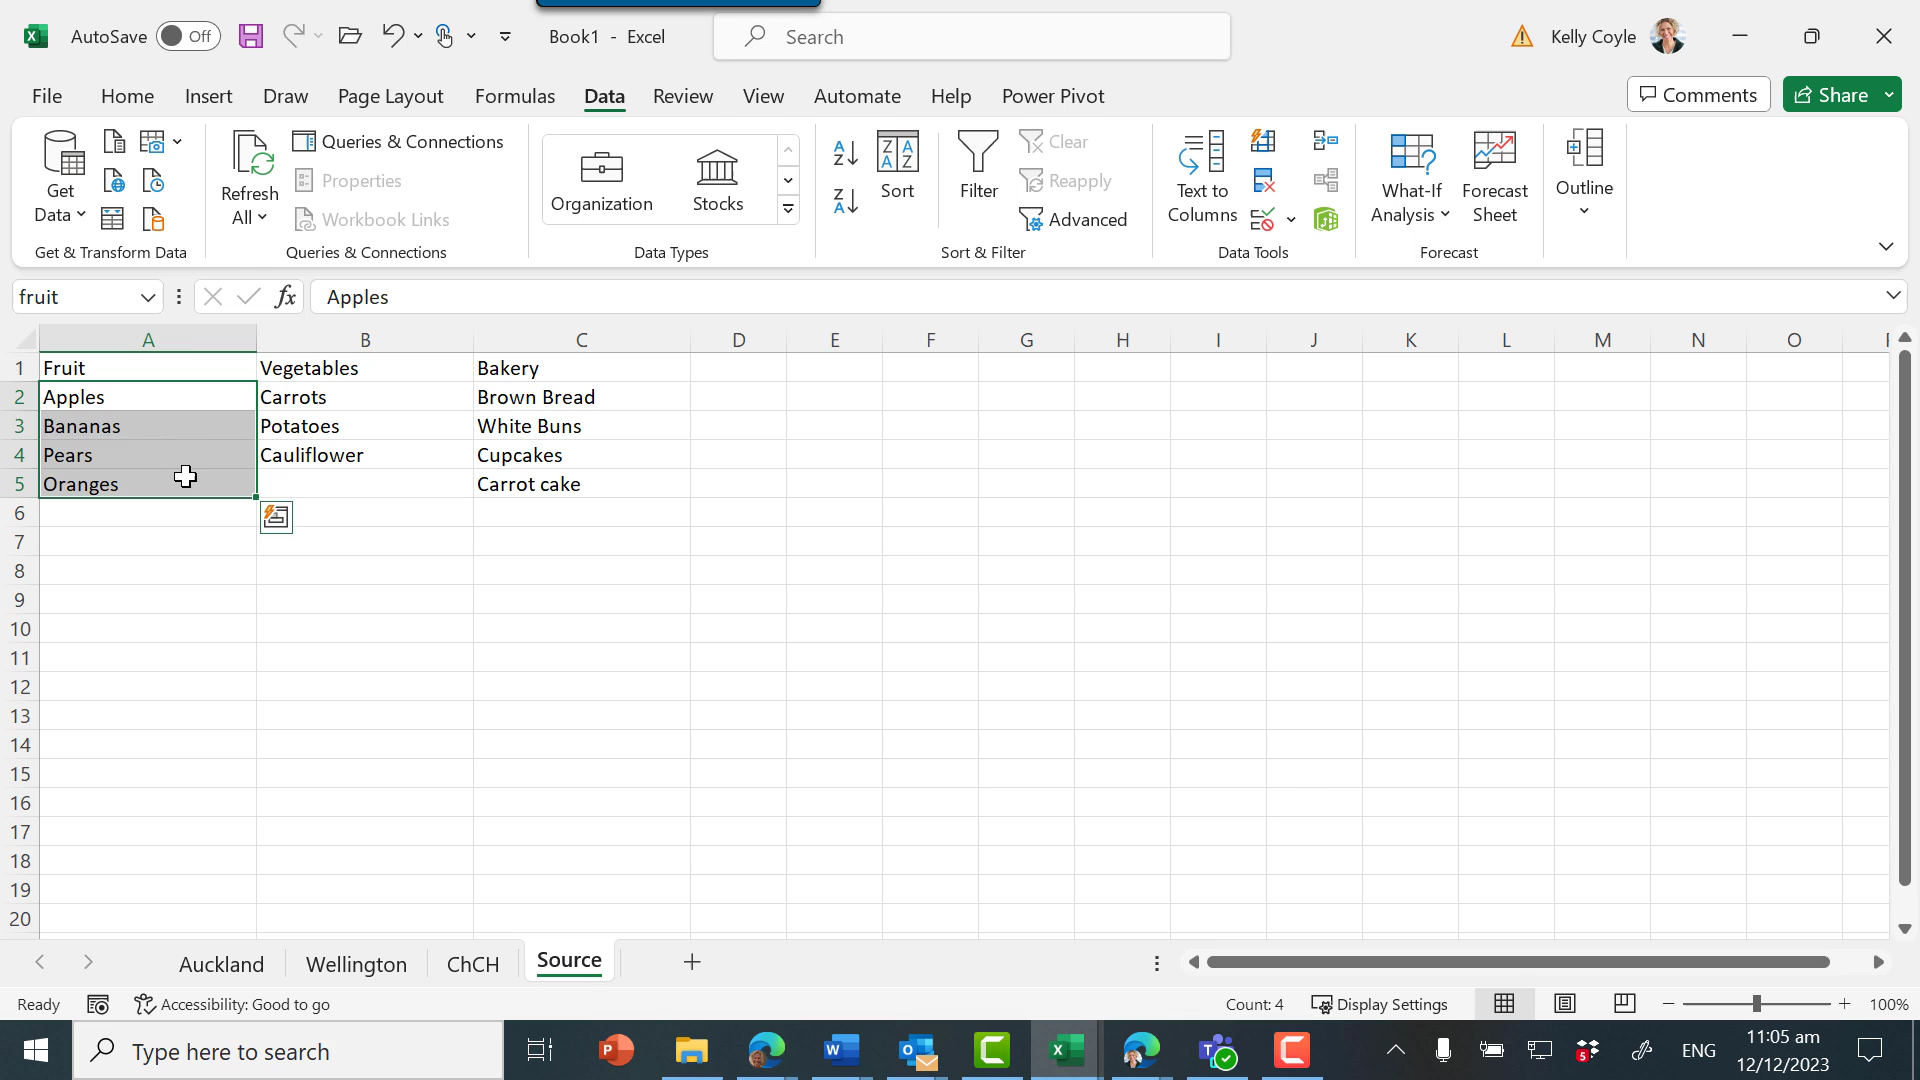 AutoSave Off Book1 - Excel Search Kelly Coyle
File Home Insert Draw Page Layout Formulas Data Review View Automate Help Power Pivot Comments Share
Get Data
Refresh All
Queries & Connections
Properties
Workbook Links
Organization Stocks
Sort
Filter
Clear
Reapply
Advanced
Text to Columns
What-If Analysis
Forecast Sheet
Outline
Get & Transform Data Queries & Connections Data Types Sort & Filter Data Tools Forecast
fruit fx Apples
A B C D E F G H I J K L M N O
1 Fruit Vegetables Bakery
2 Apples Carrots Brown Bread
3 Bananas Potatoes White Buns
4 Pears Cauliflower Cupcakes
5 Oranges Carrot cake
6
7
8
9
10
11
12
13
14
15
16
17
18
19
20
Auckland Wellington ChCH Source
Ready Accessibility: Good to go Count: 4 Display Settings 100%
Type here to search ENG 11:05 am
12/12/2023